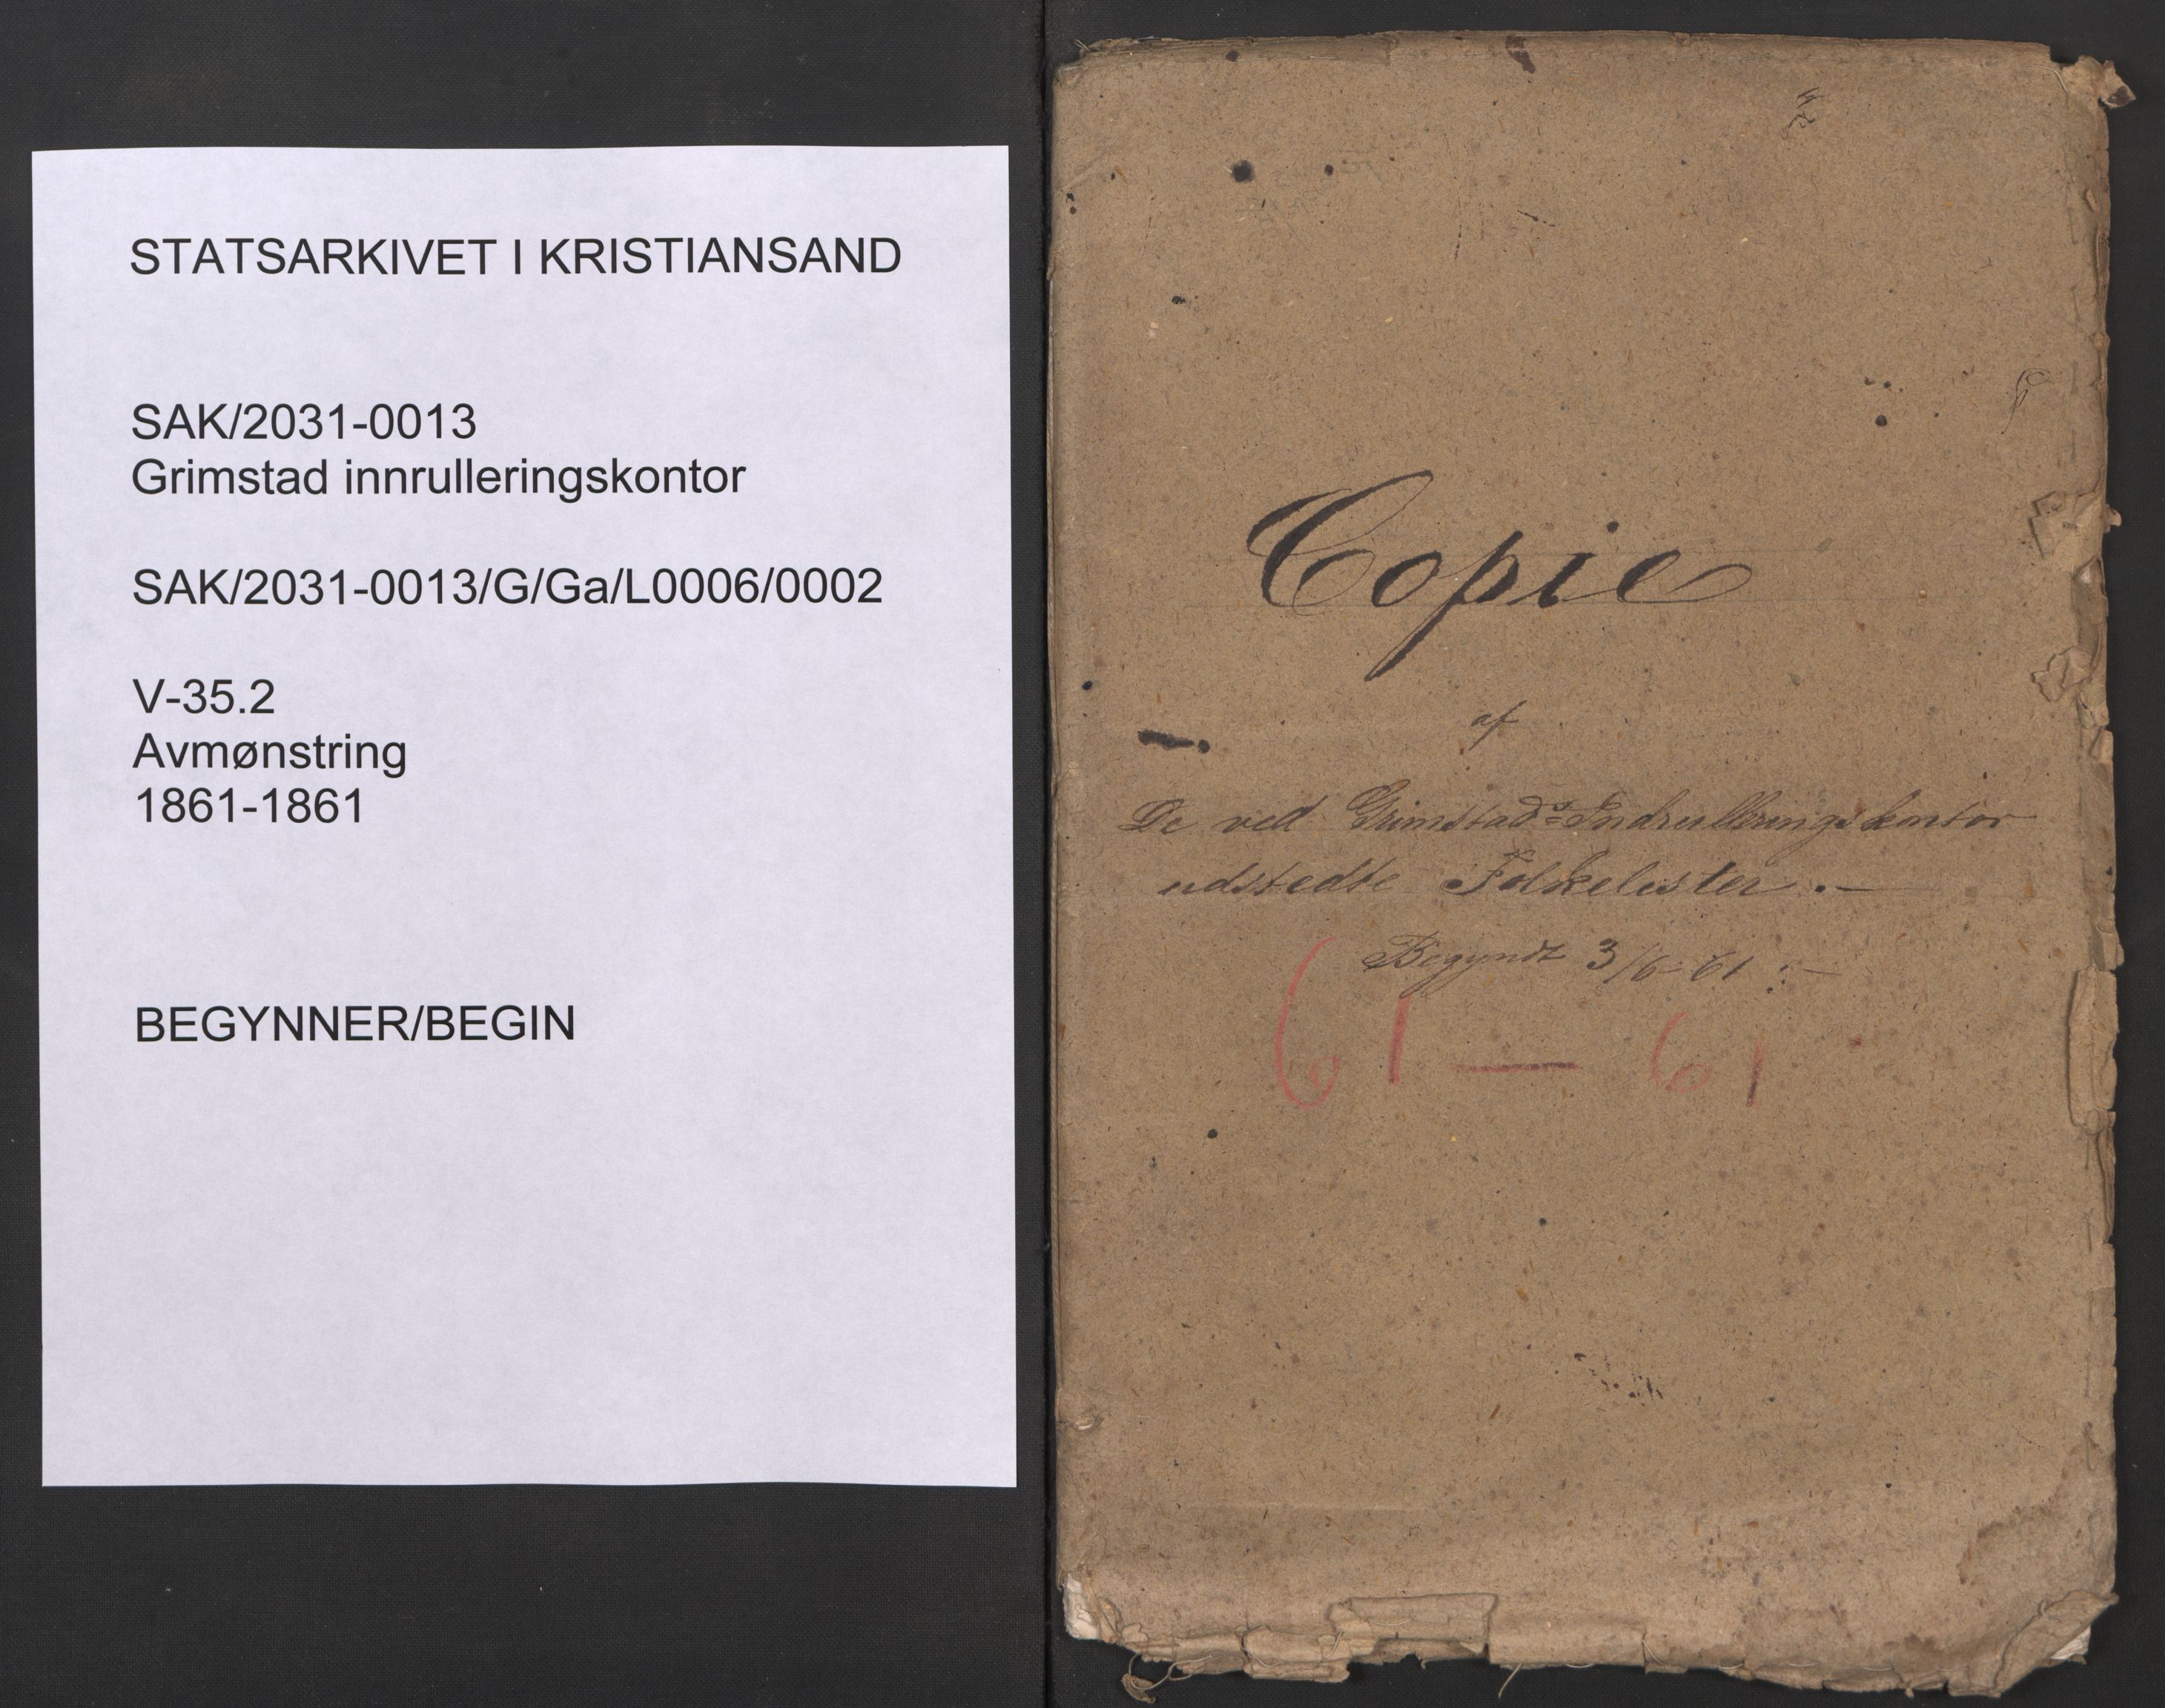 STATSARKIVET I KRISTIANSAND
SAK/2031-0013
Grimstad innrulleringskontor
SAK/2031-0013/G/Ga/L0006/0002
V-35.2
Avmønstring
1861-1861
BEGYNNER/BEGIN
Copie
af
De ved Grimstads Indrulleringskontor
udstedte Folkelister.—
Begyndt 3/6-61.—
61 — 61